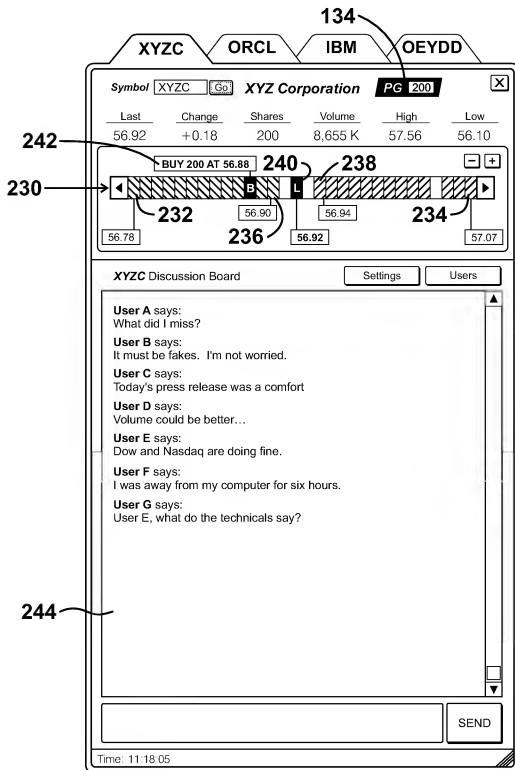 134
XYZC ORCL IBM OEYDD
Symbol XYZC Go XYZ Corporation PG 200 X
Last Change Shares Volume High Low
56.92 +0.18 200 8,655 K 57.56 56.10
242
BUY 200 AT 56.88 240 238 − +
230 B L
232 56.90 236 56.94 234
56.78 56.92 57.07
XYZC Discussion Board Settings Users
User A says:
What did I miss?
User B says:
It must be fakes.  I'm not worried.
User C says:
Today's press release was a comfort
User D says:
Volume could be better…
User E says:
Dow and Nasdaq are doing fine.
User F says:
I was away from my computer for six hours.
User G says:
User E, what do the technicals say?
244
SEND
Time: 11:18:05